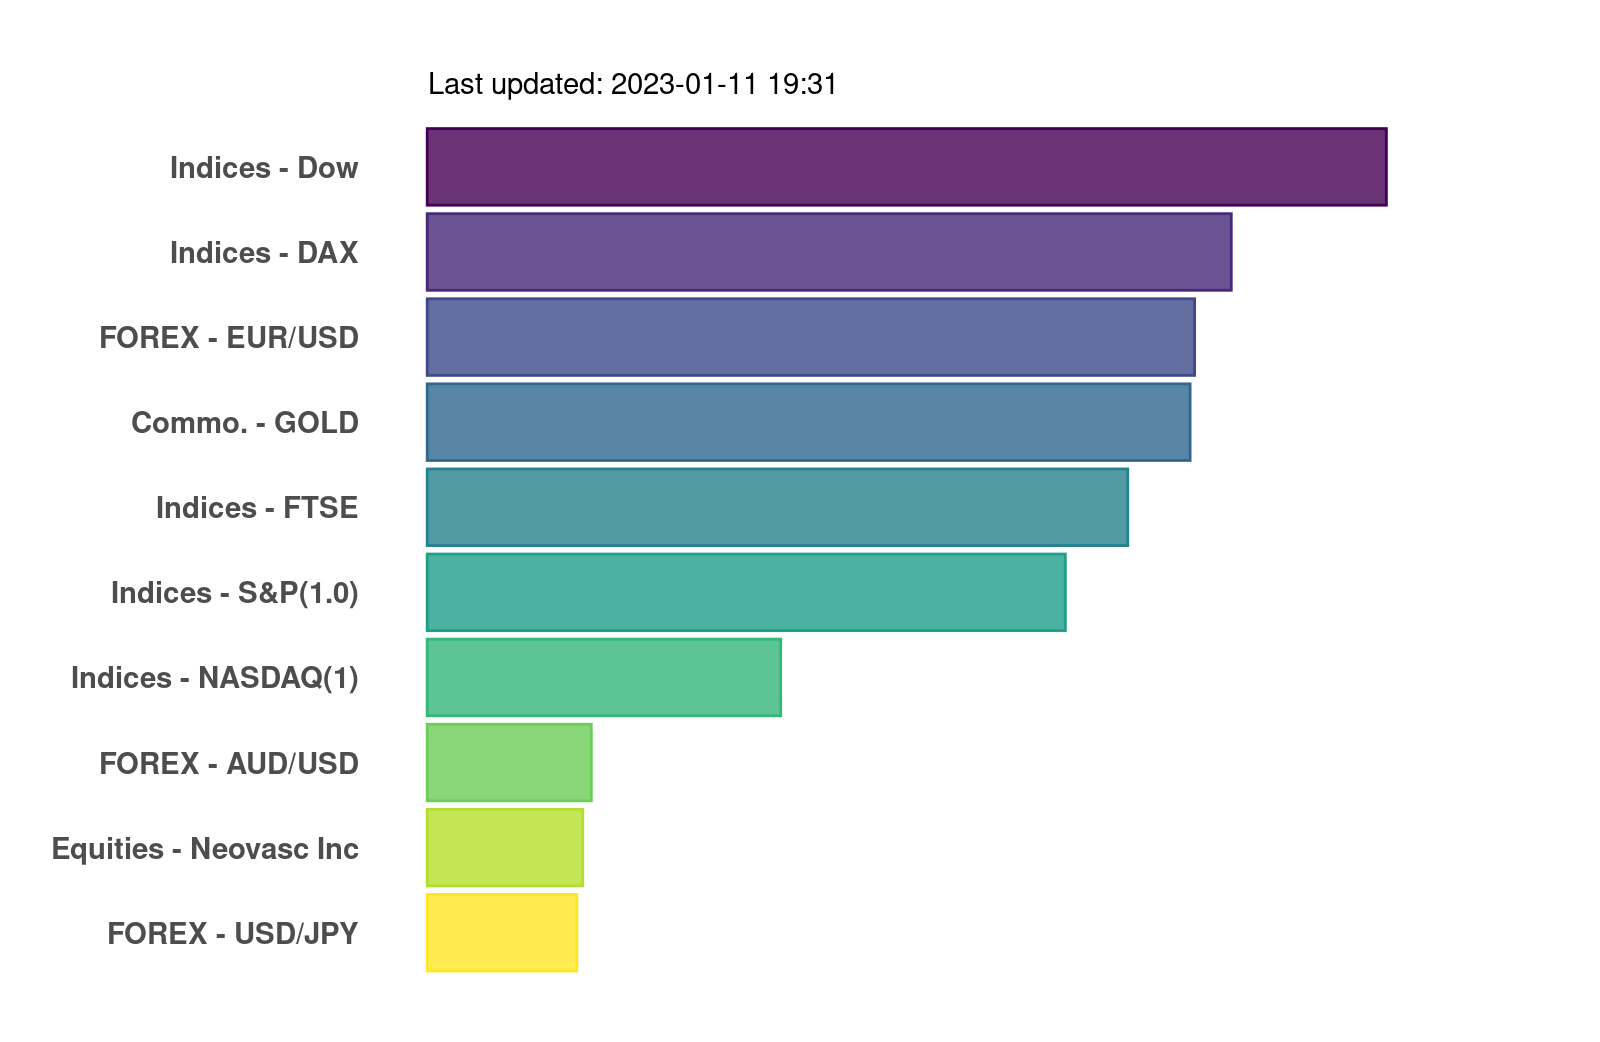 Last updated: 2023-01-11 19:31
Indices - Dow
Indices - DAX
FOREX - EUR/USD
Commo. - GOLD
Indices - FTSE
Indices - S&P(1.0)
Indices - NASDAQ(1)
FOREX - AUD/USD
Equities - Neovasc Inc
FOREX - USD/JPY